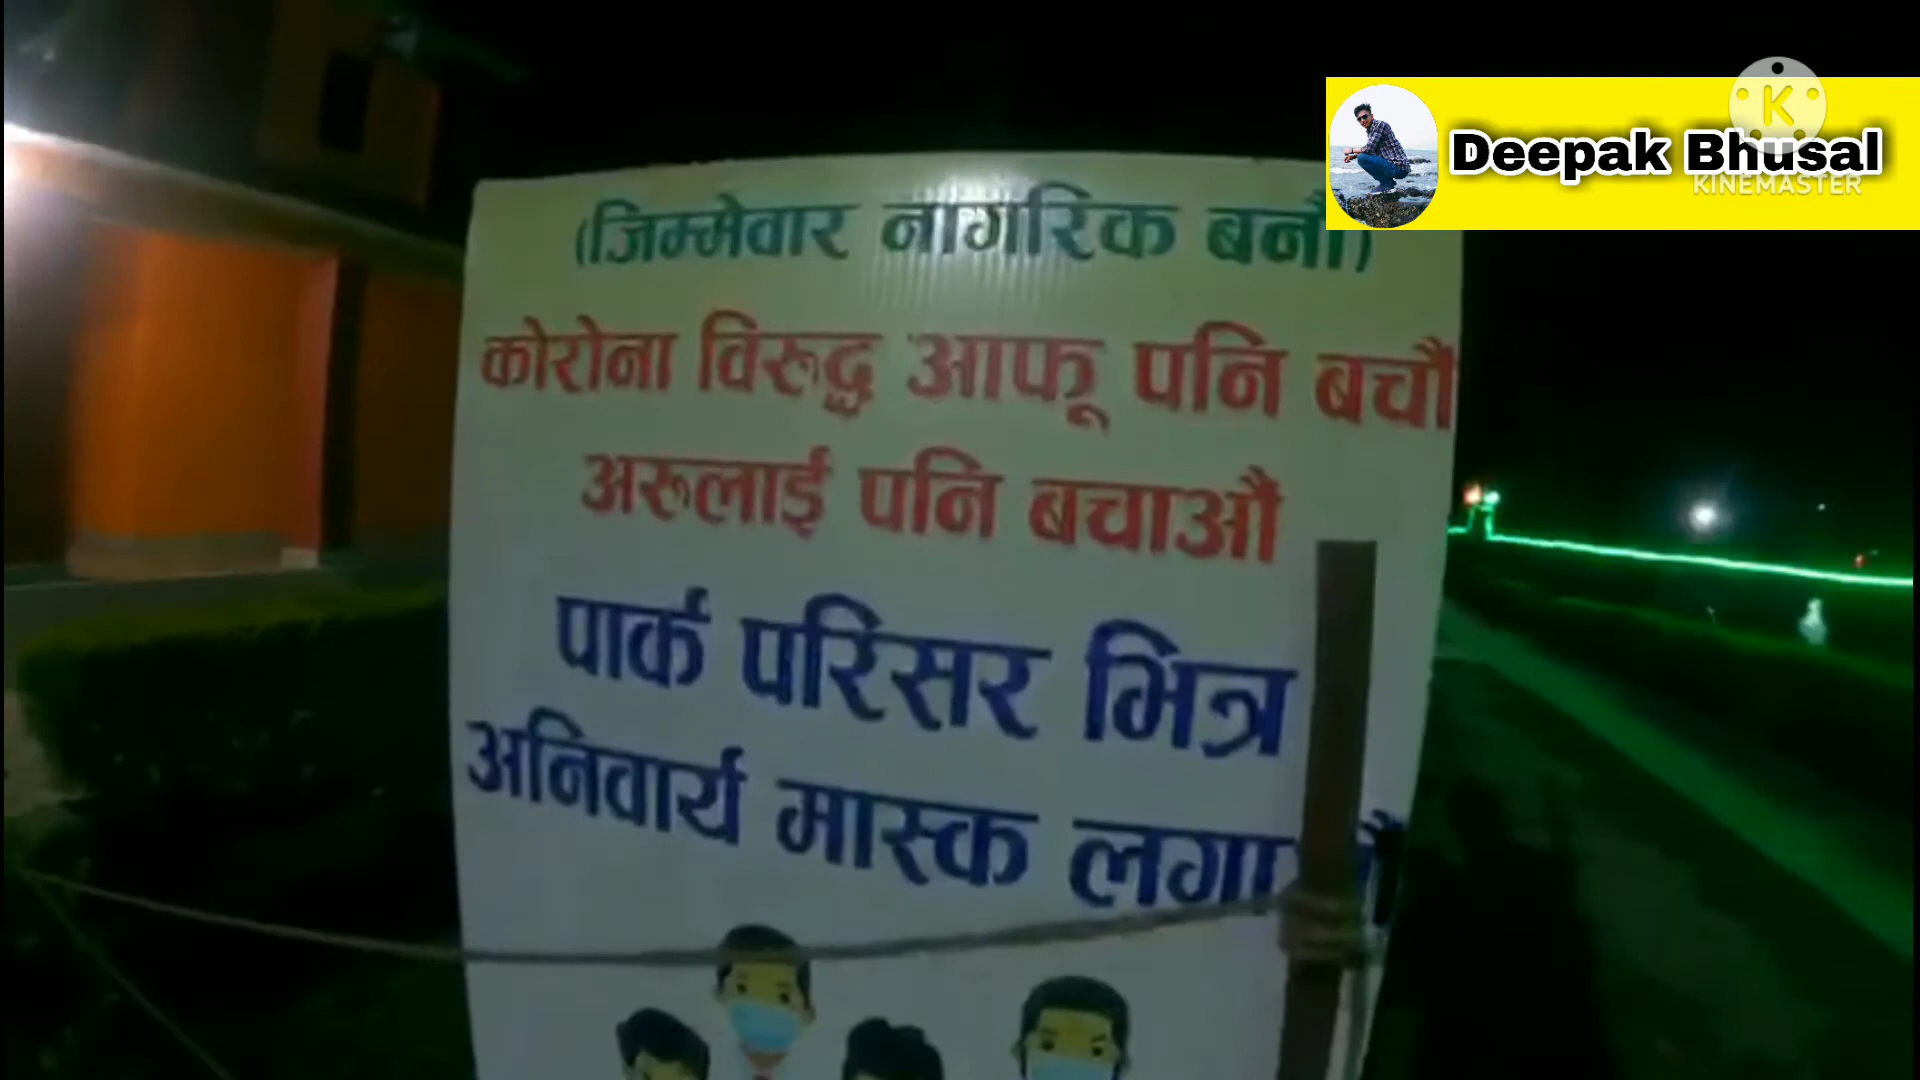 Deepak Bhusal
KINEMASTER
(जिम्मेवार नागरिक बनौ)
कोरोना विरुद्ध आफू पनि बचौ
अरुलाई पनि बचाऔ
पार्क परिसर भित्र
अनिवार्य मास्क